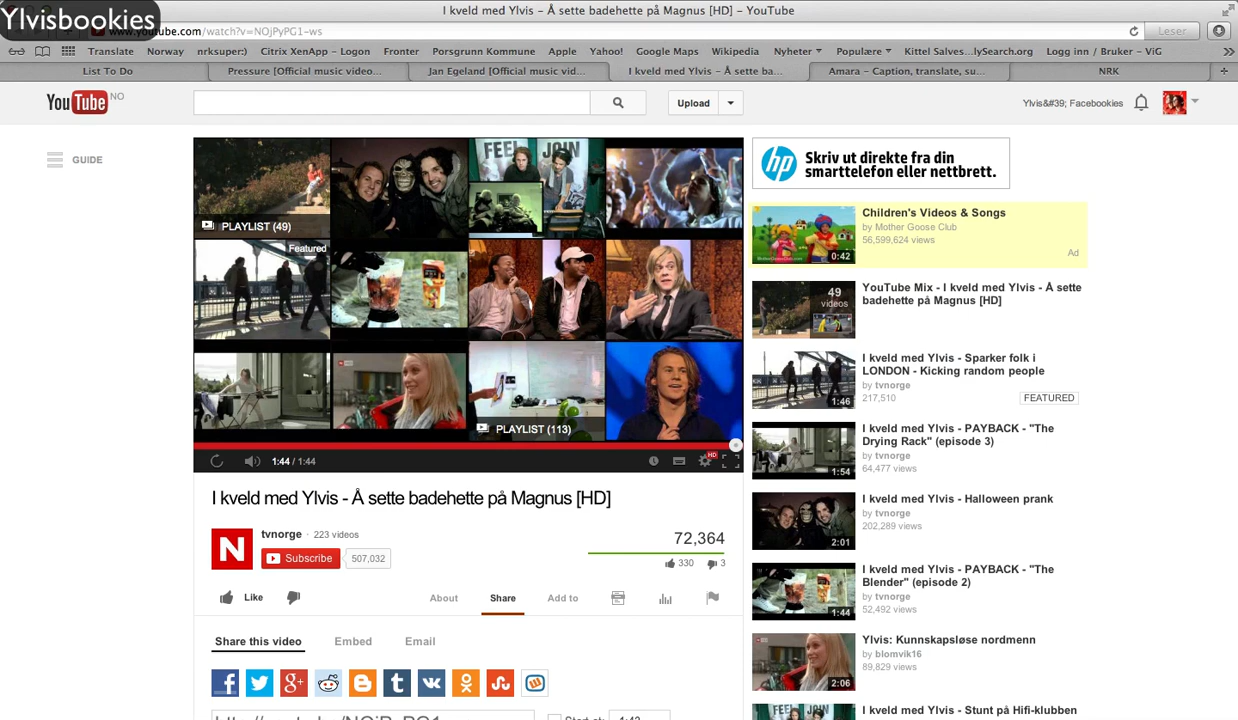 I kveld med Ylvis – Å sette badehette på Magnus [HD] – YouTube
Ylvisbookies
www.youtube.com/watch?v=NOjPyPG1-ws
Leser
Translate Norway nrksuper:) Citrix XenApp – Logon Fronter Porsgrunn Kommune Apple Yahoo! Google Maps Wikipedia Nyheter Populære Kittel Salves...lySearch.org Logg inn / Bruker – ViG
List To Do
Pressure [Official music video...
Jan Egeland [Official music vid...
I kveld med Ylvis – Å sette ba...
Amara – Caption, translate, su...
NRK
YouTube NO
Upload
Ylvis&#39; Facebookies
GUIDE
FEEL JOIN
PLAYLIST (49)
Featured
PLAYLIST (113)
1:44 / 1:44
HD
I kveld med Ylvis - Å sette badehette på Magnus [HD]
N
tvnorge · 223 videos
Subscribe 507,032
72,364
330 3
Like
About Share Add to
Share this video Embed Email
Start at:
hp Skriv ut direkte fra din
smarttelefon eller nettbrett.
Children's Videos & Songs
by Mother Goose Club
56,599,624 views
Ad
0:42
YouTube Mix - I kveld med Ylvis - Å sette
badehette på Magnus [HD]
49
videos
I kveld med Ylvis - Sparker folk i
LONDON - Kicking random people
by tvnorge
217,510
FEATURED
1:46
I kveld med Ylvis - PAYBACK - "The
Drying Rack" (episode 3)
by tvnorge
64,477 views
1:54
I kveld med Ylvis - Halloween prank
by tvnorge
202,289 views
2:01
I kveld med Ylvis - PAYBACK - "The
Blender" (episode 2)
by tvnorge
52,492 views
1:44
Ylvis: Kunnskapsløse nordmenn
by blomvik16
89,829 views
2:06
I kveld med Ylvis - Stunt på Hifi-klubben